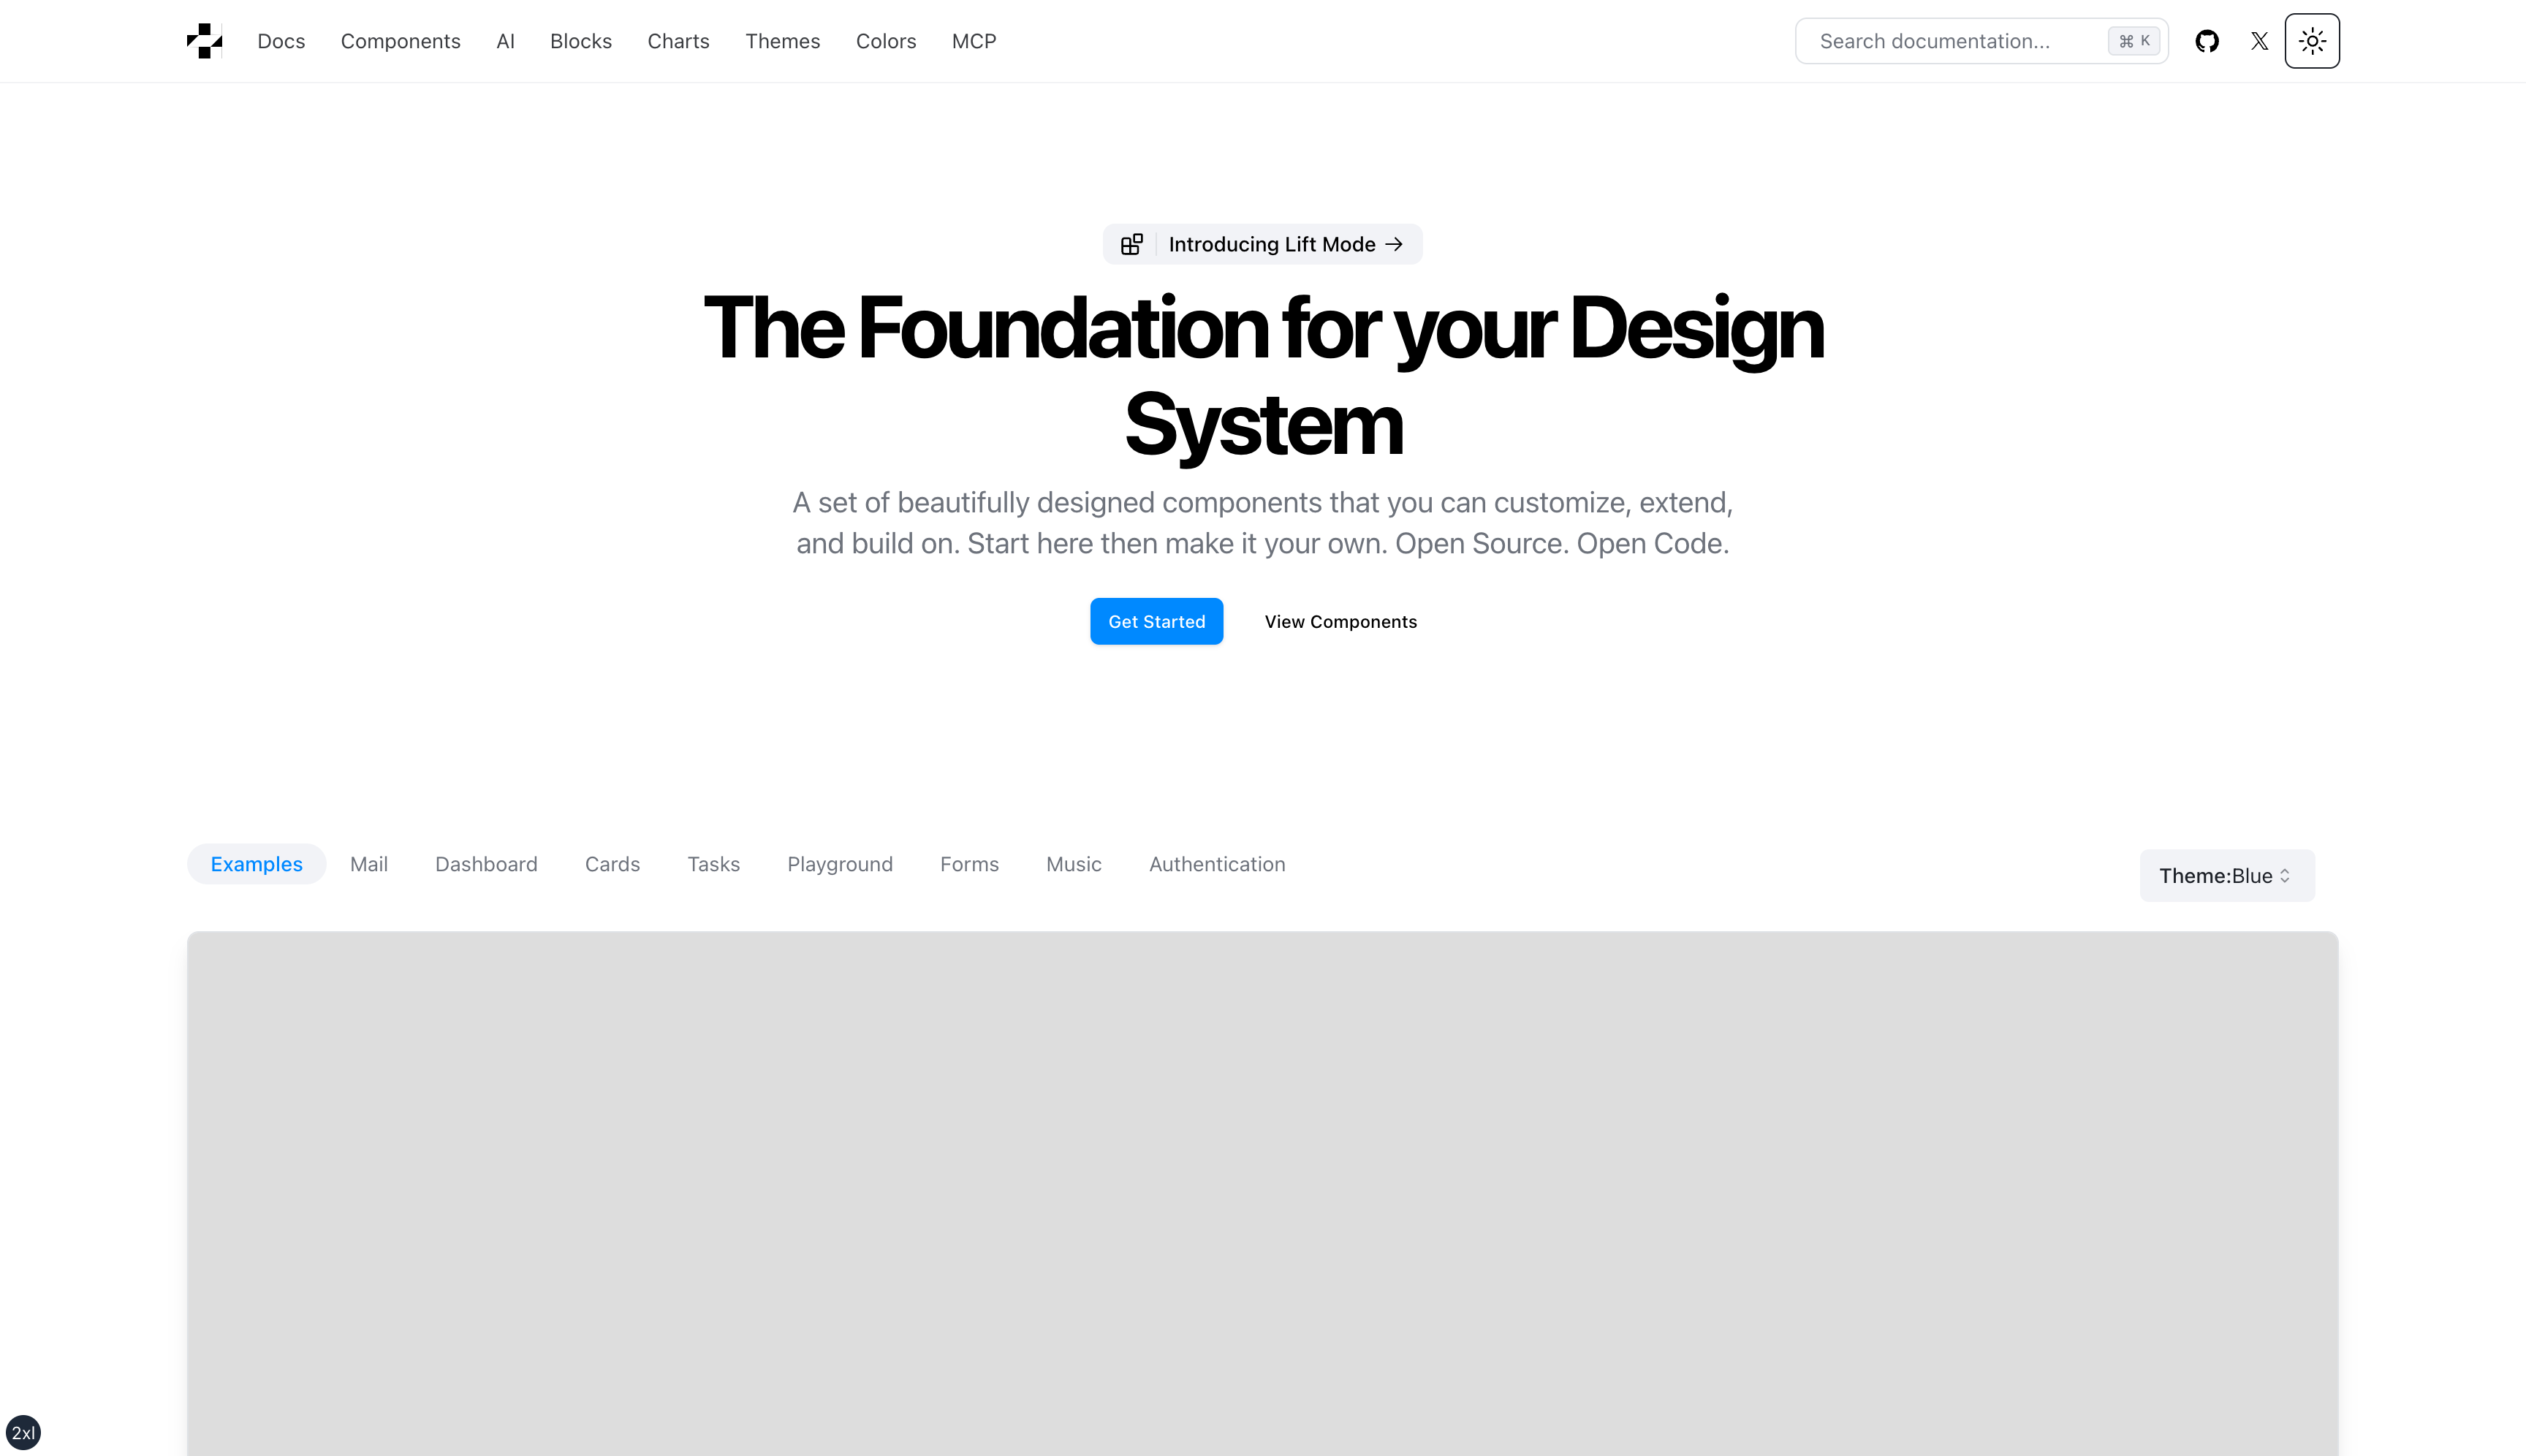 Docs Components AI Blocks Charts Themes Colors MCP Search documentation... ⌘ K
Introducing Lift Mode →
The Foundation for your Design
System
A set of beautifully designed components that you can customize, extend,
and build on. Start here then make it your own. Open Source. Open Code.
Get Started View Components
Examples Mail Dashboard Cards Tasks Playground Forms Music Authentication Theme:Blue
2xl